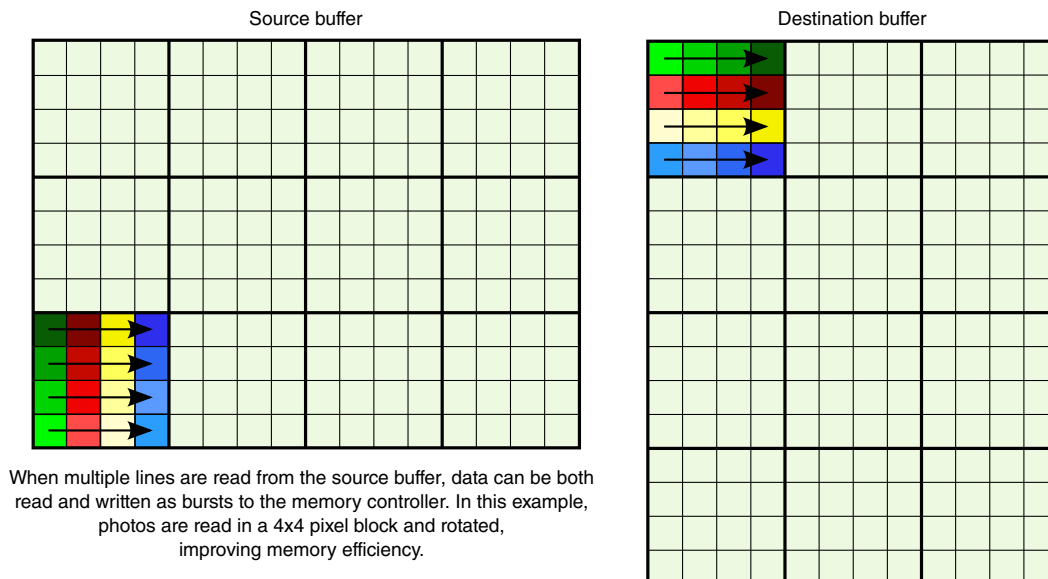 Source buffer
Destination buffer
When multiple lines are read from the source buffer, data can be both
read and written as bursts to the memory controller. In this example,
photos are read in a 4x4 pixel block and rotated,
improving memory efficiency.